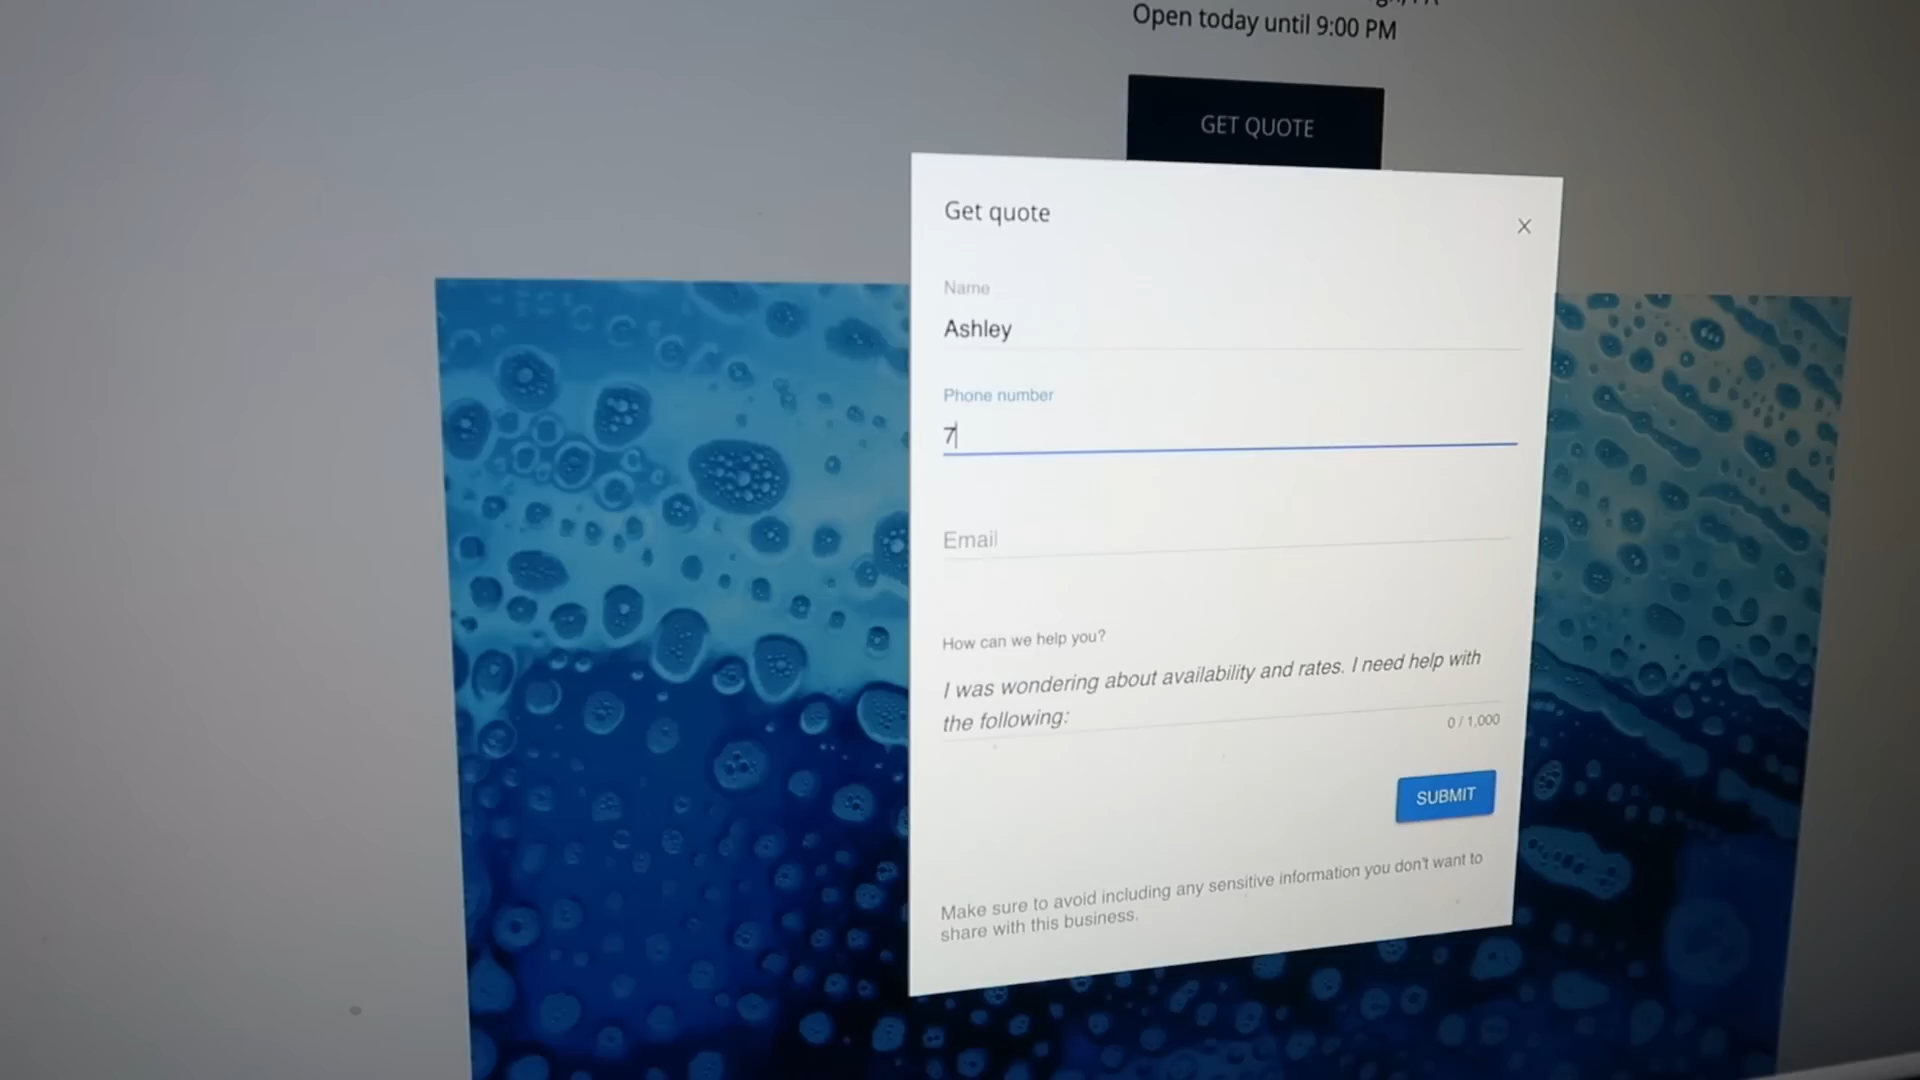 Open today until 9:00 PM
GET QUOTE
Get quote
Name
Ashley
Phone number
7
Email
How can we help you?
I was wondering about availability and rates. I need help with
the following:
0 / 1,000
SUBMIT
Make sure to avoid including any sensitive information you don't want to
share with this business.